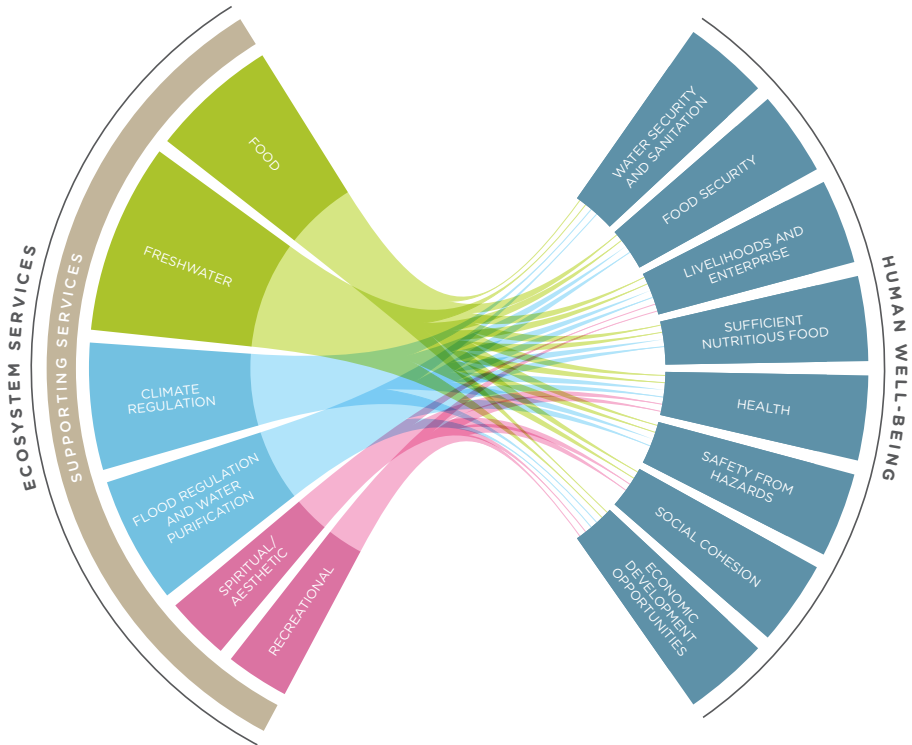 ECOSYSTEM SERVICES
SUPPORTING SERVICES
FOOD
FRESHWATER
CLIMATE
REGULATION
FLOOD REGULATION
AND WATER
PURIFICATION
SPIRITUAL/
AESTHETIC
RECREATIONAL
WATER SECURITY
AND SANITATION
FOOD SECURITY
LIVELIHOODS AND
ENTERPRISE
SUFFICIENT
NUTRITIOUS FOOD
HEALTH
SAFETY FROM
HAZARDS
SOCIAL COHESION
ECONOMIC
DEVELOPMENT
OPPORTUNITIES
HUMAN WELL-BEING